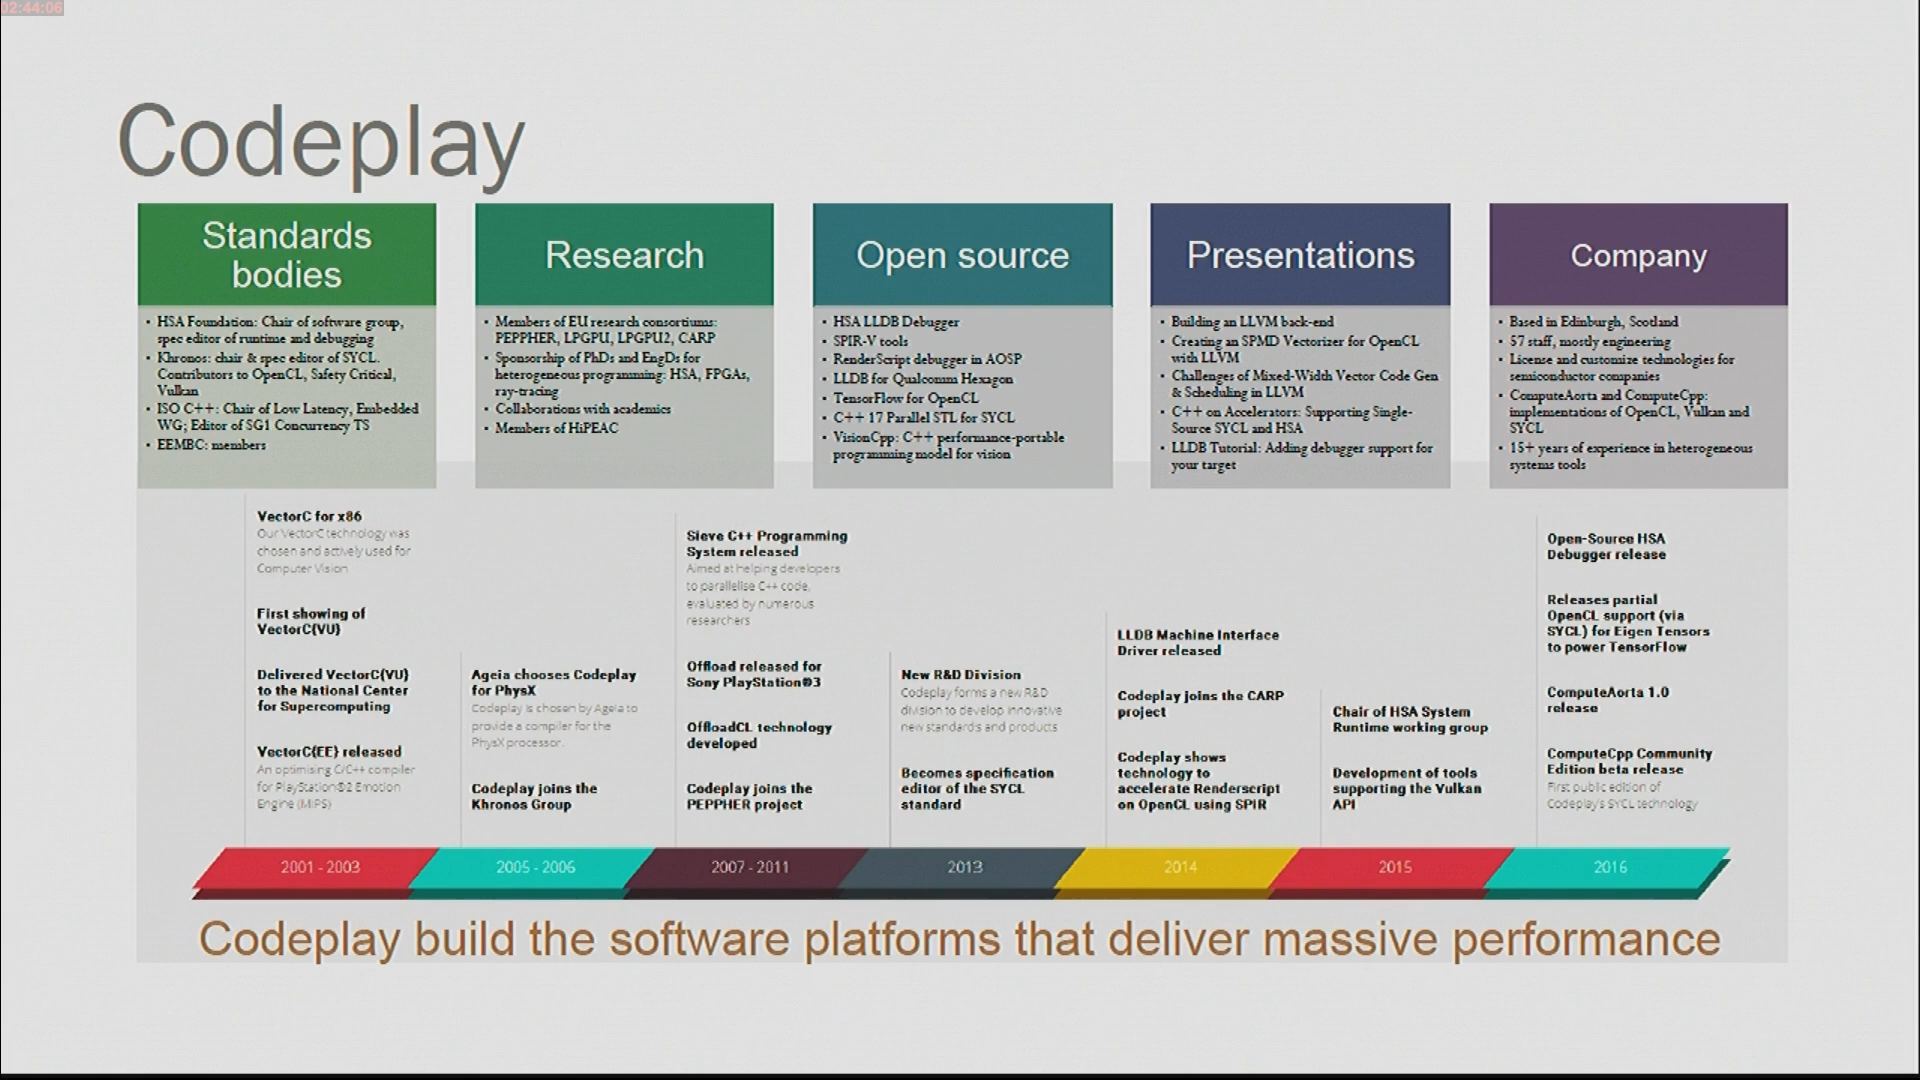 02:44:06
Codeplay
Standards
bodies
• HSA Foundation: Chair of software group,
spec editor of runtime and debugging
• Khronos: chair & spec editor of SYCL.
Contributors to OpenCL, Safety Critical,
Vulkan
• ISO C++: Chair of Low Latency, Embedded
WG; Editor of SG1 Concurrency TS
• EEMBC: members
Research
• Members of EU research consortiums:
PEPPHER, LPGPU, LPGPU2, CARP
• Sponsorship of PhDs and EngDs for
heterogeneous programming: HSA, FPGAs,
ray-tracing
• Collaborations with academics
• Members of HiPEAC
Open source
• HSA LLDB Debugger
• SPIR-V tools
• RenderScript debugger in AOSP
• LLDB for Qualcomm Hexagon
• TensorFlow for OpenCL
• C++ 17 Parallel STL for SYCL
• VisionCpp: C++ performance-portable
programming model for vision
Presentations
• Building an LLVM back-end
• Creating an SPMD Vectorizer for OpenCL
with LLVM
• Challenges of Mixed-Width Vector Code Gen
& Scheduling in LLVM
• C++ on Accelerators: Supporting Single-
Source SYCL and HSA
• LLDB Tutorial: Adding debugger support for
your target
Company
• Based in Edinburgh, Scotland
• 57 staff, mostly engineering
• License and customize technologies for
semiconductor companies
• ComputeAorta and ComputeCpp:
implementations of OpenCL, Vulkan and
SYCL
• 15+ years of experience in heterogeneous
systems tools
VectorC for x86
Our VectorC technology was
chosen and actively used for
Computer Vision
First showing of
VectorC{VU}
Delivered VectorC{VU}
to the National Center
for Supercomputing
VectorC{EE} released
An optimising C/C++ compiler
for PlayStation®2 Emotion
Engine (MIPS)
2001 - 2003
Ageia chooses Codeplay
for PhysX
Codeplay is chosen by Ageia to
provide a compiler for the
PhysX processor.
Codeplay joins the
Khronos Group
2005 - 2006
Sieve C++ Programming
System released
Aimed at helping developers
to parallelise C++ code,
evaluated by numerous
researchers
Offload released for
Sony PlayStation®3
OffloadCL technology
developed
Codeplay joins the
PEPPHER project
2007 - 2011
New R&D Division
Codeplay forms a new R&D
division to develop innovative
new standards and products
Becomes specification
editor of the SYCL
standard
2013
LLDB Machine Interface
Driver released
Codeplay joins the CARP
project
Codeplay shows
technology to
accelerate Renderscript
on OpenCL using SPIR
2014
Chair of HSA System
Runtime working group
Development of tools
supporting the Vulkan
API
2015
Open-Source HSA
Debugger release
Releases partial
OpenCL support (via
SYCL) for Eigen Tensors
to power TensorFlow
ComputeAorta 1.0
release
ComputeCpp Community
Edition beta release
First public edition of
Codeplay's SYCL technology
2016
Codeplay build the software platforms that deliver massive performance